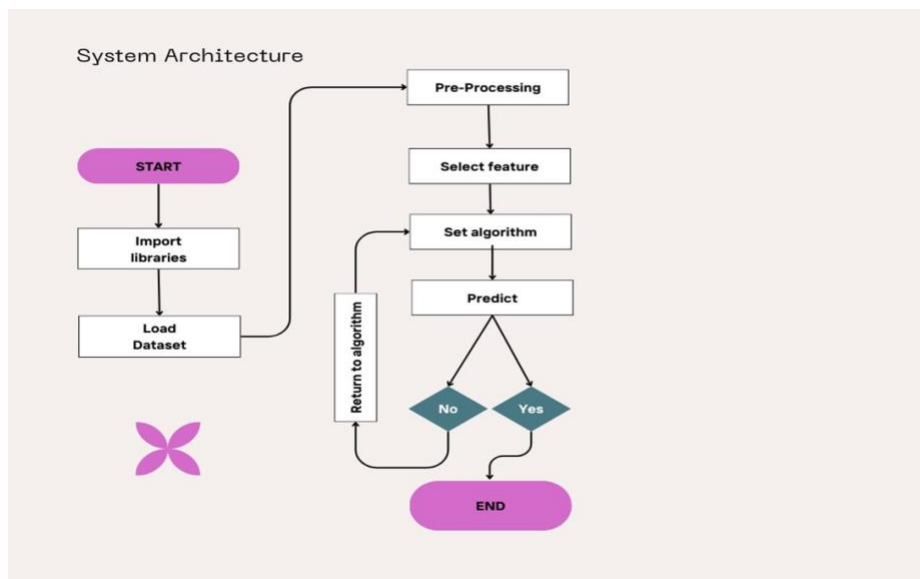 System Architecture
START
Import
libraries
Load
Dataset
Pre-Processing
Select feature
Set algorithm
Predict
Return to algorithm
No
Yes
END